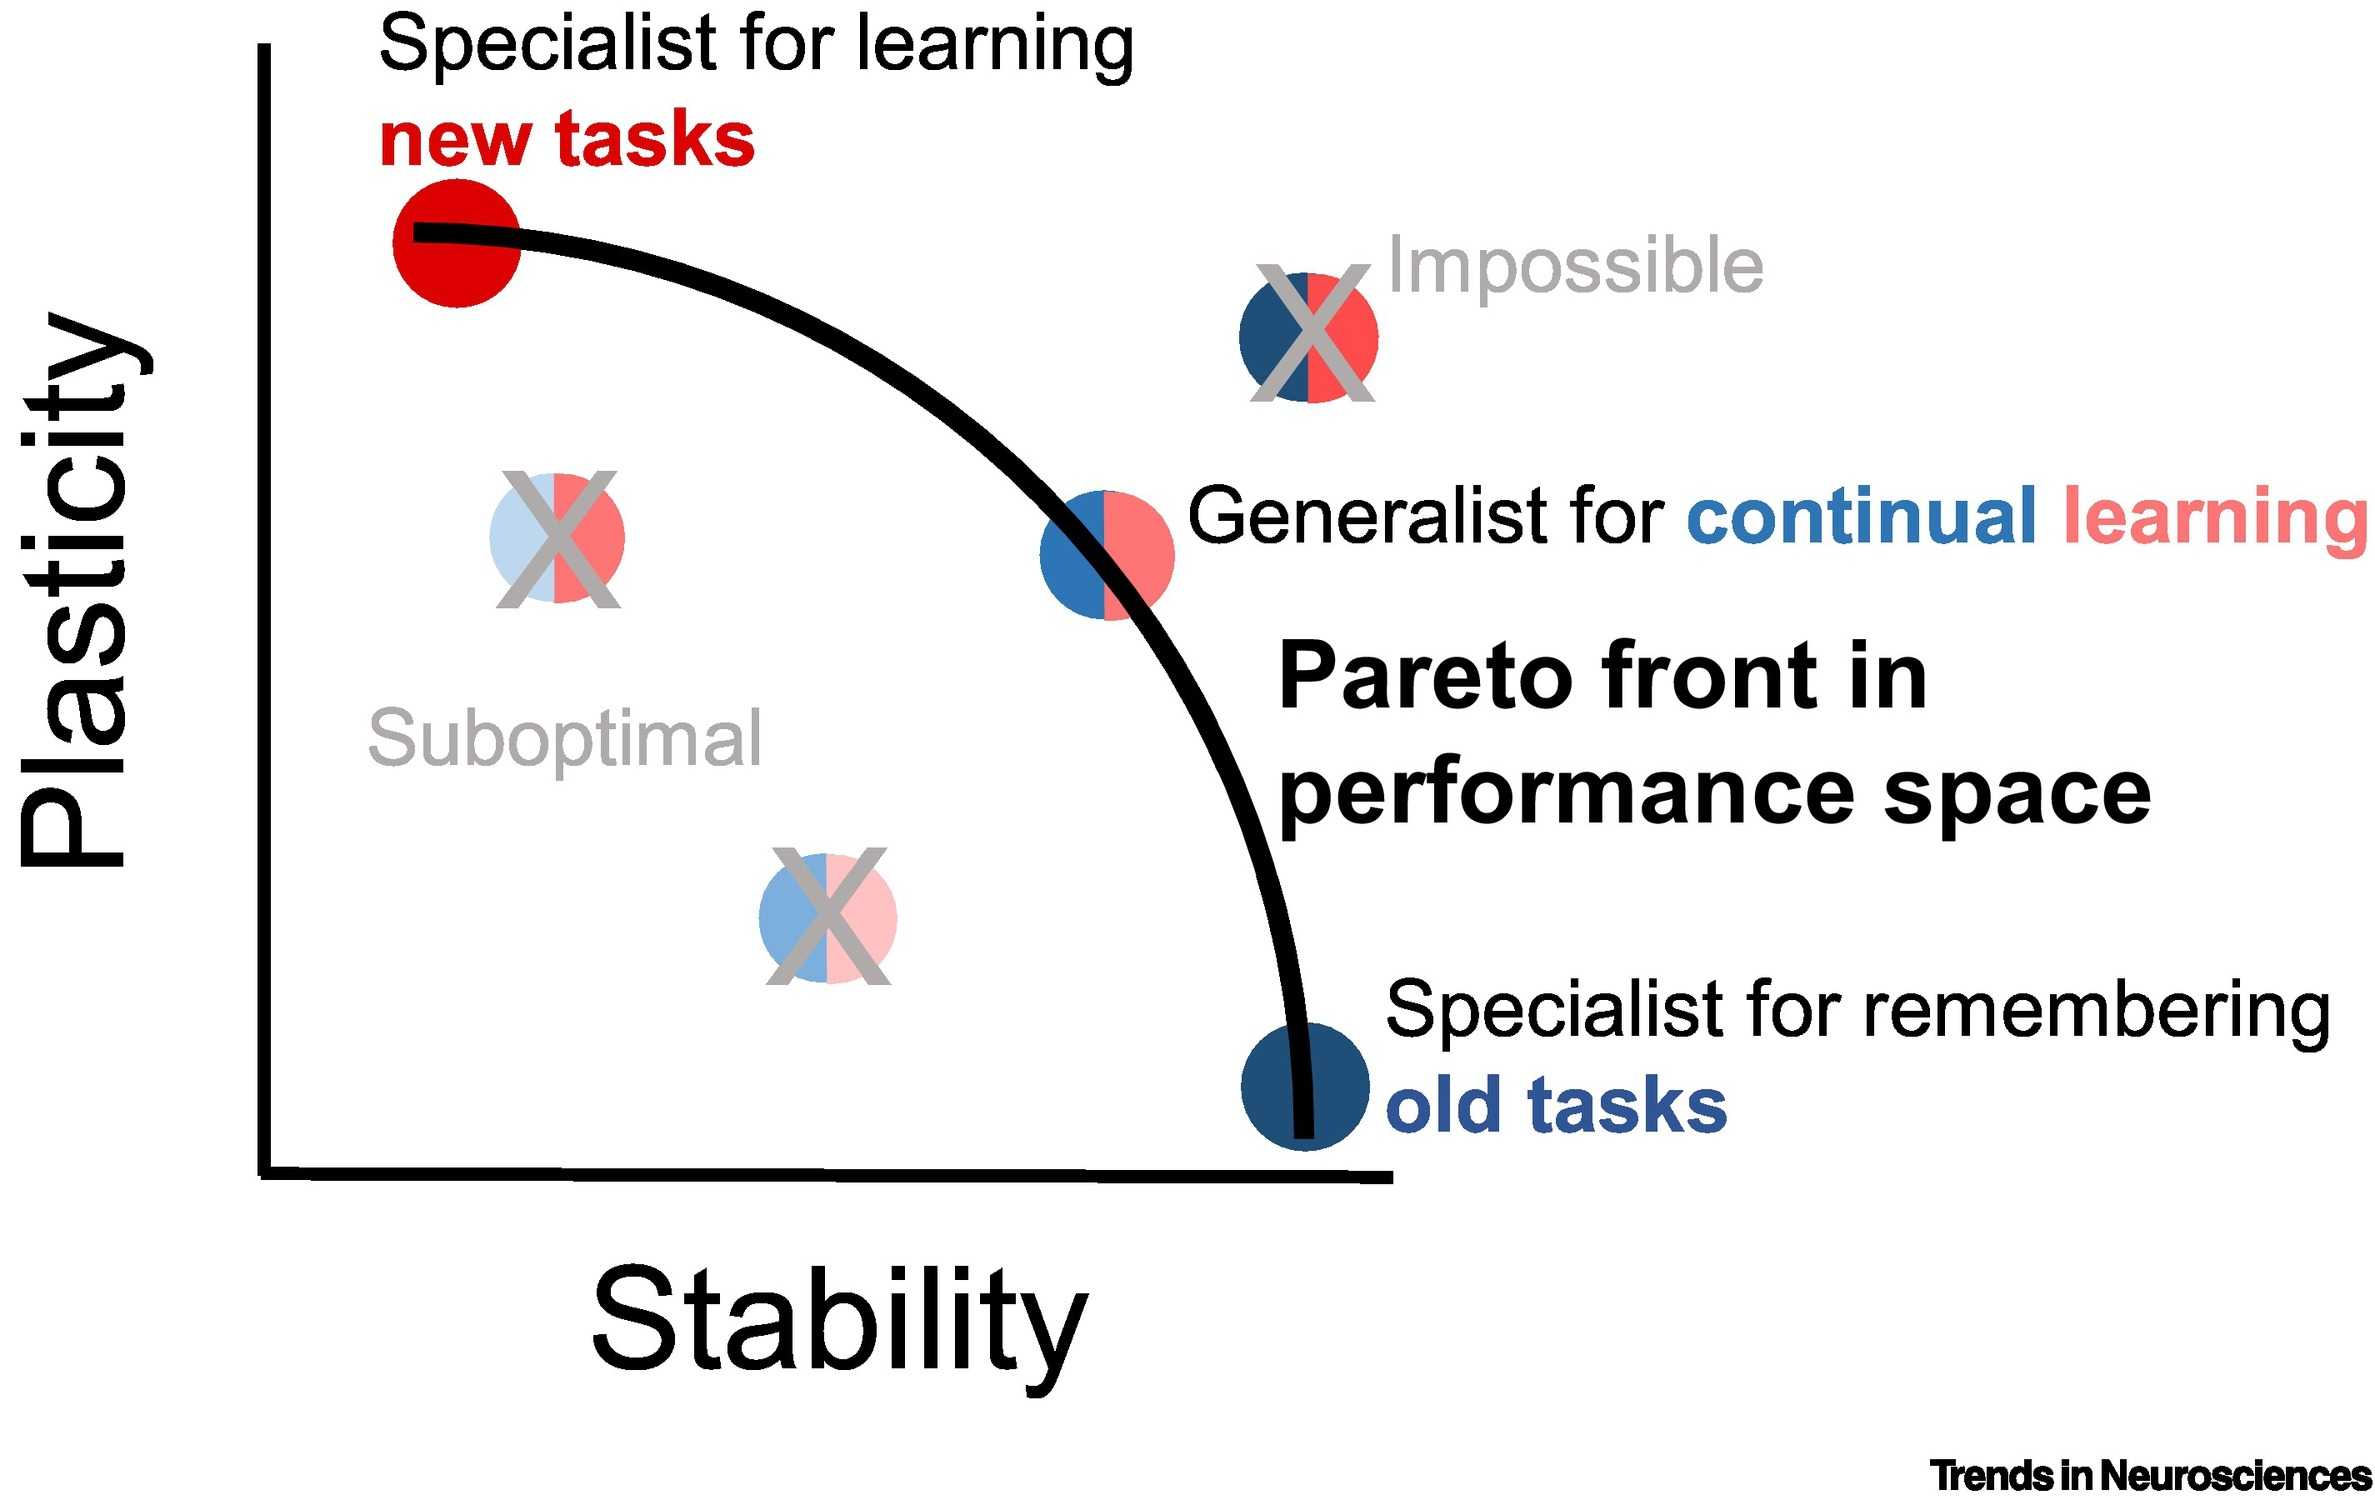 Specialist for learning
new tasks
Impossible
Generalist for continual learning
Pareto front in
performance space
Suboptimal
Specialist for remembering
old tasks
Plasticity
Stability
Trends in Neurosciences